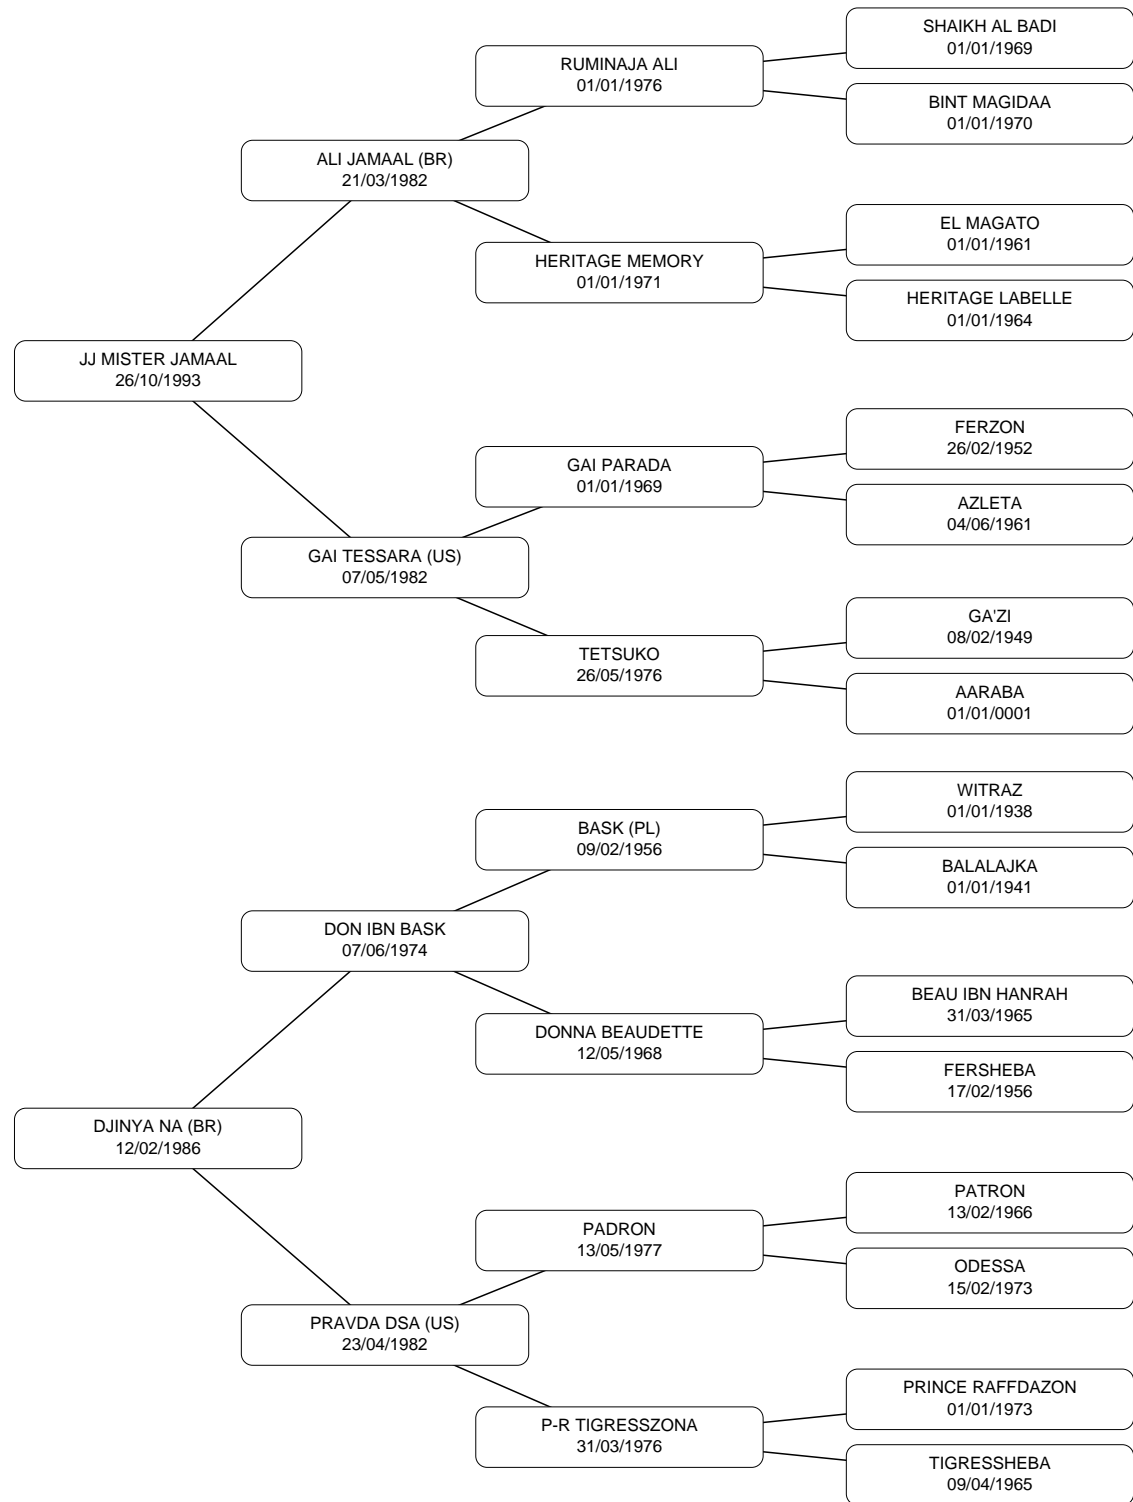 SHAIKH AL BADI
01/01/1969
RUMINAJA ALI
01/01/1976
BINT MAGIDAA
01/01/1970
ALI JAMAAL (BR)
21/03/1982
EL MAGATO
01/01/1961
HERITAGE MEMORY
01/01/1971
HERITAGE LABELLE
01/01/1964
JJ MISTER JAMAAL
26/10/1993
FERZON
26/02/1952
GAI PARADA
01/01/1969
AZLETA
04/06/1961
GAI TESSARA (US)
07/05/1982
GA'ZI
08/02/1949
TETSUKO
26/05/1976
AARABA
01/01/0001
WITRAZ
01/01/1938
BASK (PL)
09/02/1956
BALALAJKA
01/01/1941
DON IBN BASK
07/06/1974
BEAU IBN HANRAH
31/03/1965
DONNA BEAUDETTE
12/05/1968
FERSHEBA
17/02/1956
DJINYA NA (BR)
12/02/1986
PATRON
13/02/1966
PADRON
13/05/1977
ODESSA
15/02/1973
PRAVDA DSA (US)
23/04/1982
PRINCE RAFFDAZON
01/01/1973
P-R TIGRESSZONA
31/03/1976
TIGRESSHEBA
09/04/1965